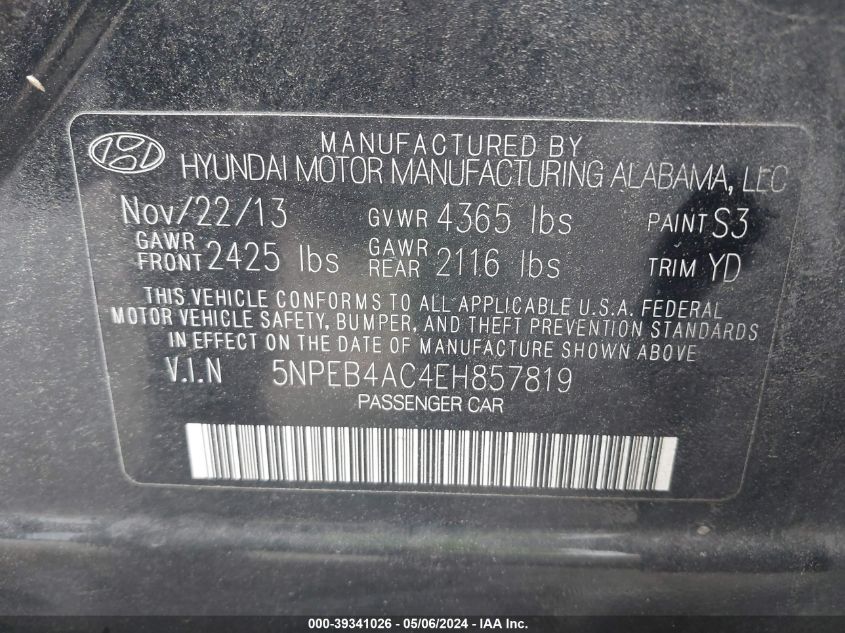 MANUFACTURED BY
HYUNDAI MOTOR MANUFACTURING ALABAMA, LLC
Nov/22/13 GVWR 4365 lbs PAINT S3
GAWR FRONT 2425 lbs GAWR REAR 2116 lbs TRIM YD
THIS VEHICLE CONFORMS TO ALL APPLICABLE U.S.A. FEDERAL
MOTOR VEHICLE SAFETY, BUMPER, AND THEFT PREVENTION STANDARDS
IN EFFECT ON THE DATE OF MANUFACTURE SHOWN ABOVE
V.I.N 5NPEB4AC4EH857819
PASSENGER CAR
000-39341026 - 05/06/2024 - IAA Inc.